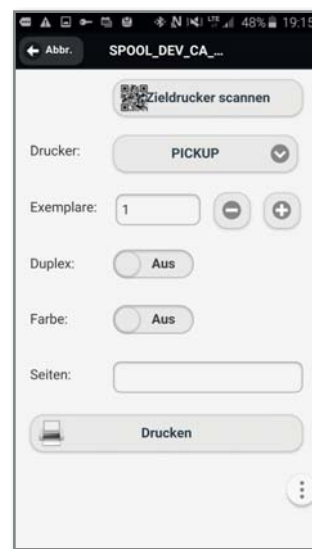 48% 19:15
Abbr. SPOOL_DEV_CA_...
Zieldrucker scannen
Drucker: PICKUP
Exemplare: 1
Duplex: Aus
Farbe: Aus
Seiten:
Drucken